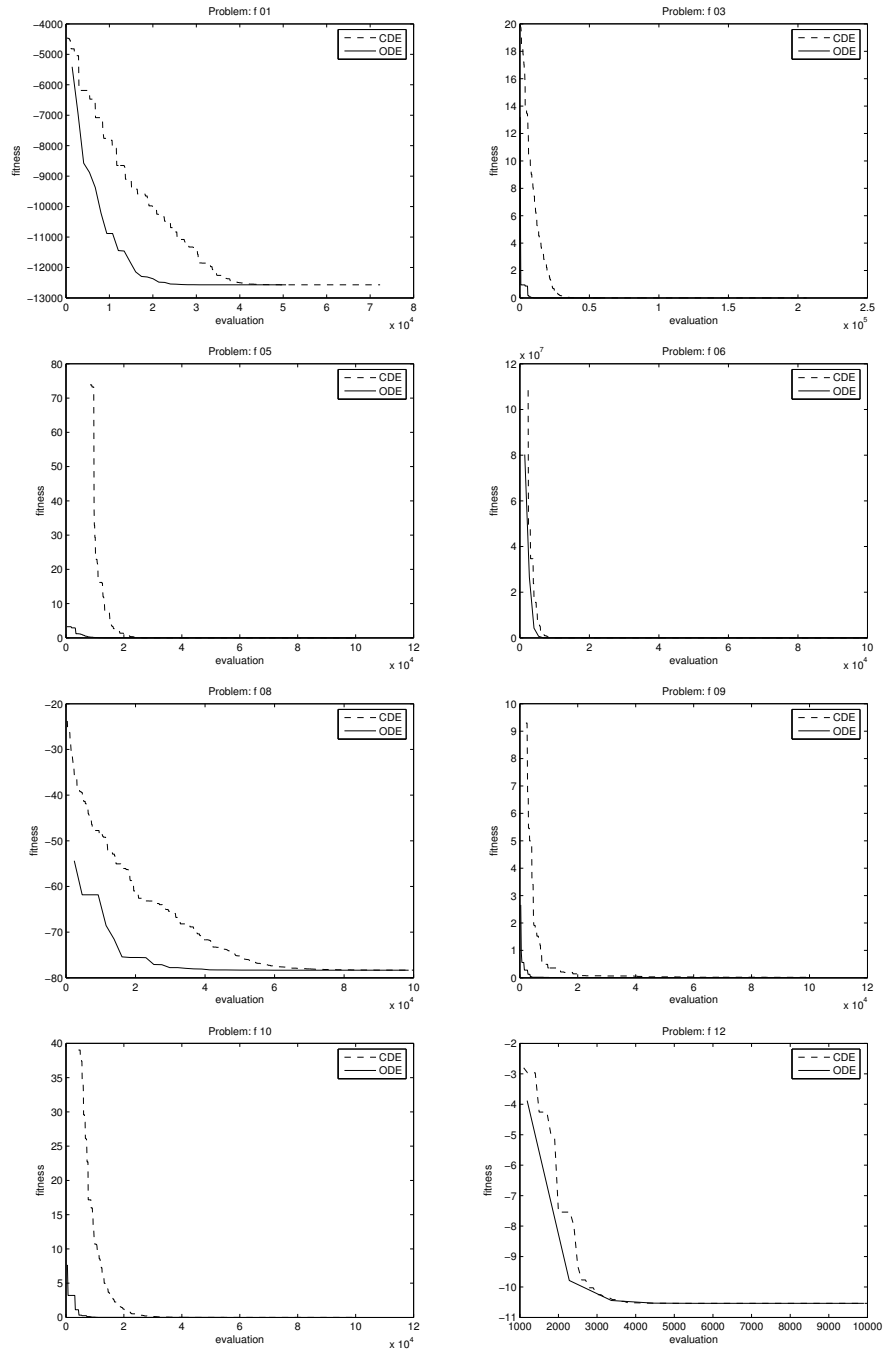 Problem: f 01
−4000
−5000
−6000
−7000
−8000
−9000
−10000
−11000
−12000
−13000
fitness
CDE
ODE
0 1 2 3 4 5 6 7 8
evaluation
x 10^4
Problem: f 03
20
18
16
14
12
10
8
6
4
2
0
fitness
CDE
ODE
0 0.5 1 1.5 2 2.5
evaluation
x 10^5
Problem: f 05
80
70
60
50
40
30
20
10
0
fitness
CDE
ODE
0 2 4 6 8 10 12
evaluation
x 10^4
Problem: f 06
x 10^7
12
10
8
6
4
2
0
fitness
CDE
ODE
0 2 4 6 8 10
evaluation
x 10^4
Problem: f 08
−20
−30
−40
−50
−60
−70
−80
fitness
CDE
ODE
0 2 4 6 8 10
evaluation
x 10^4
Problem: f 09
10
9
8
7
6
5
4
3
2
1
0
fitness
CDE
ODE
0 2 4 6 8 10 12
evaluation
x 10^4
Problem: f 10
40
35
30
25
20
15
10
5
0
fitness
CDE
ODE
0 2 4 6 8 10 12
evaluation
x 10^4
Problem: f 12
−2
−3
−4
−5
−6
−7
−8
−9
−10
−11
fitness
CDE
ODE
1000 2000 3000 4000 5000 6000 7000 8000 9000 10000
evaluation